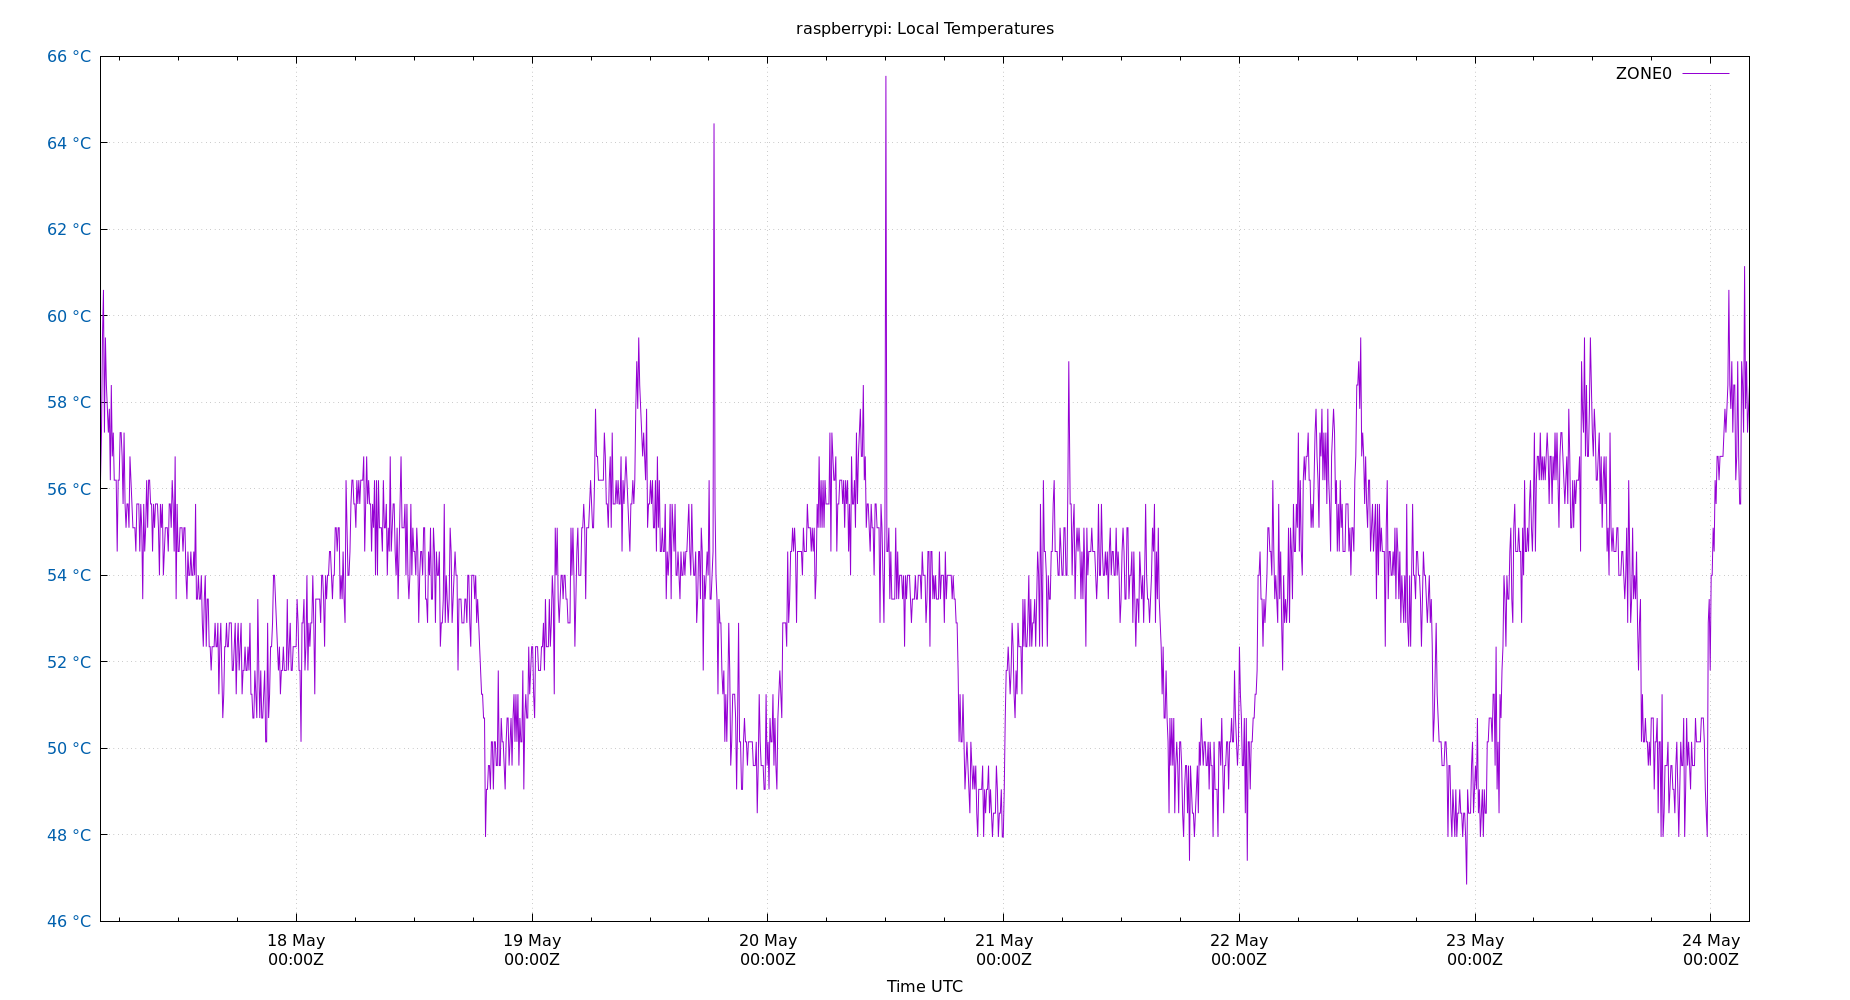 raspberrypi: Local Temperatures
66 °C
ZONE0
64 °C
62 °C
60 °C
58 °C
56 °C
54 °C
52 °C
50 °C
48 °C
46 °C
18 May 19 May 20 May 21 May 22 May 23 May 24 May
00:00Z 00:00Z 00:00Z 00:00Z 00:00Z 00:00Z 00:00Z
Time UTC